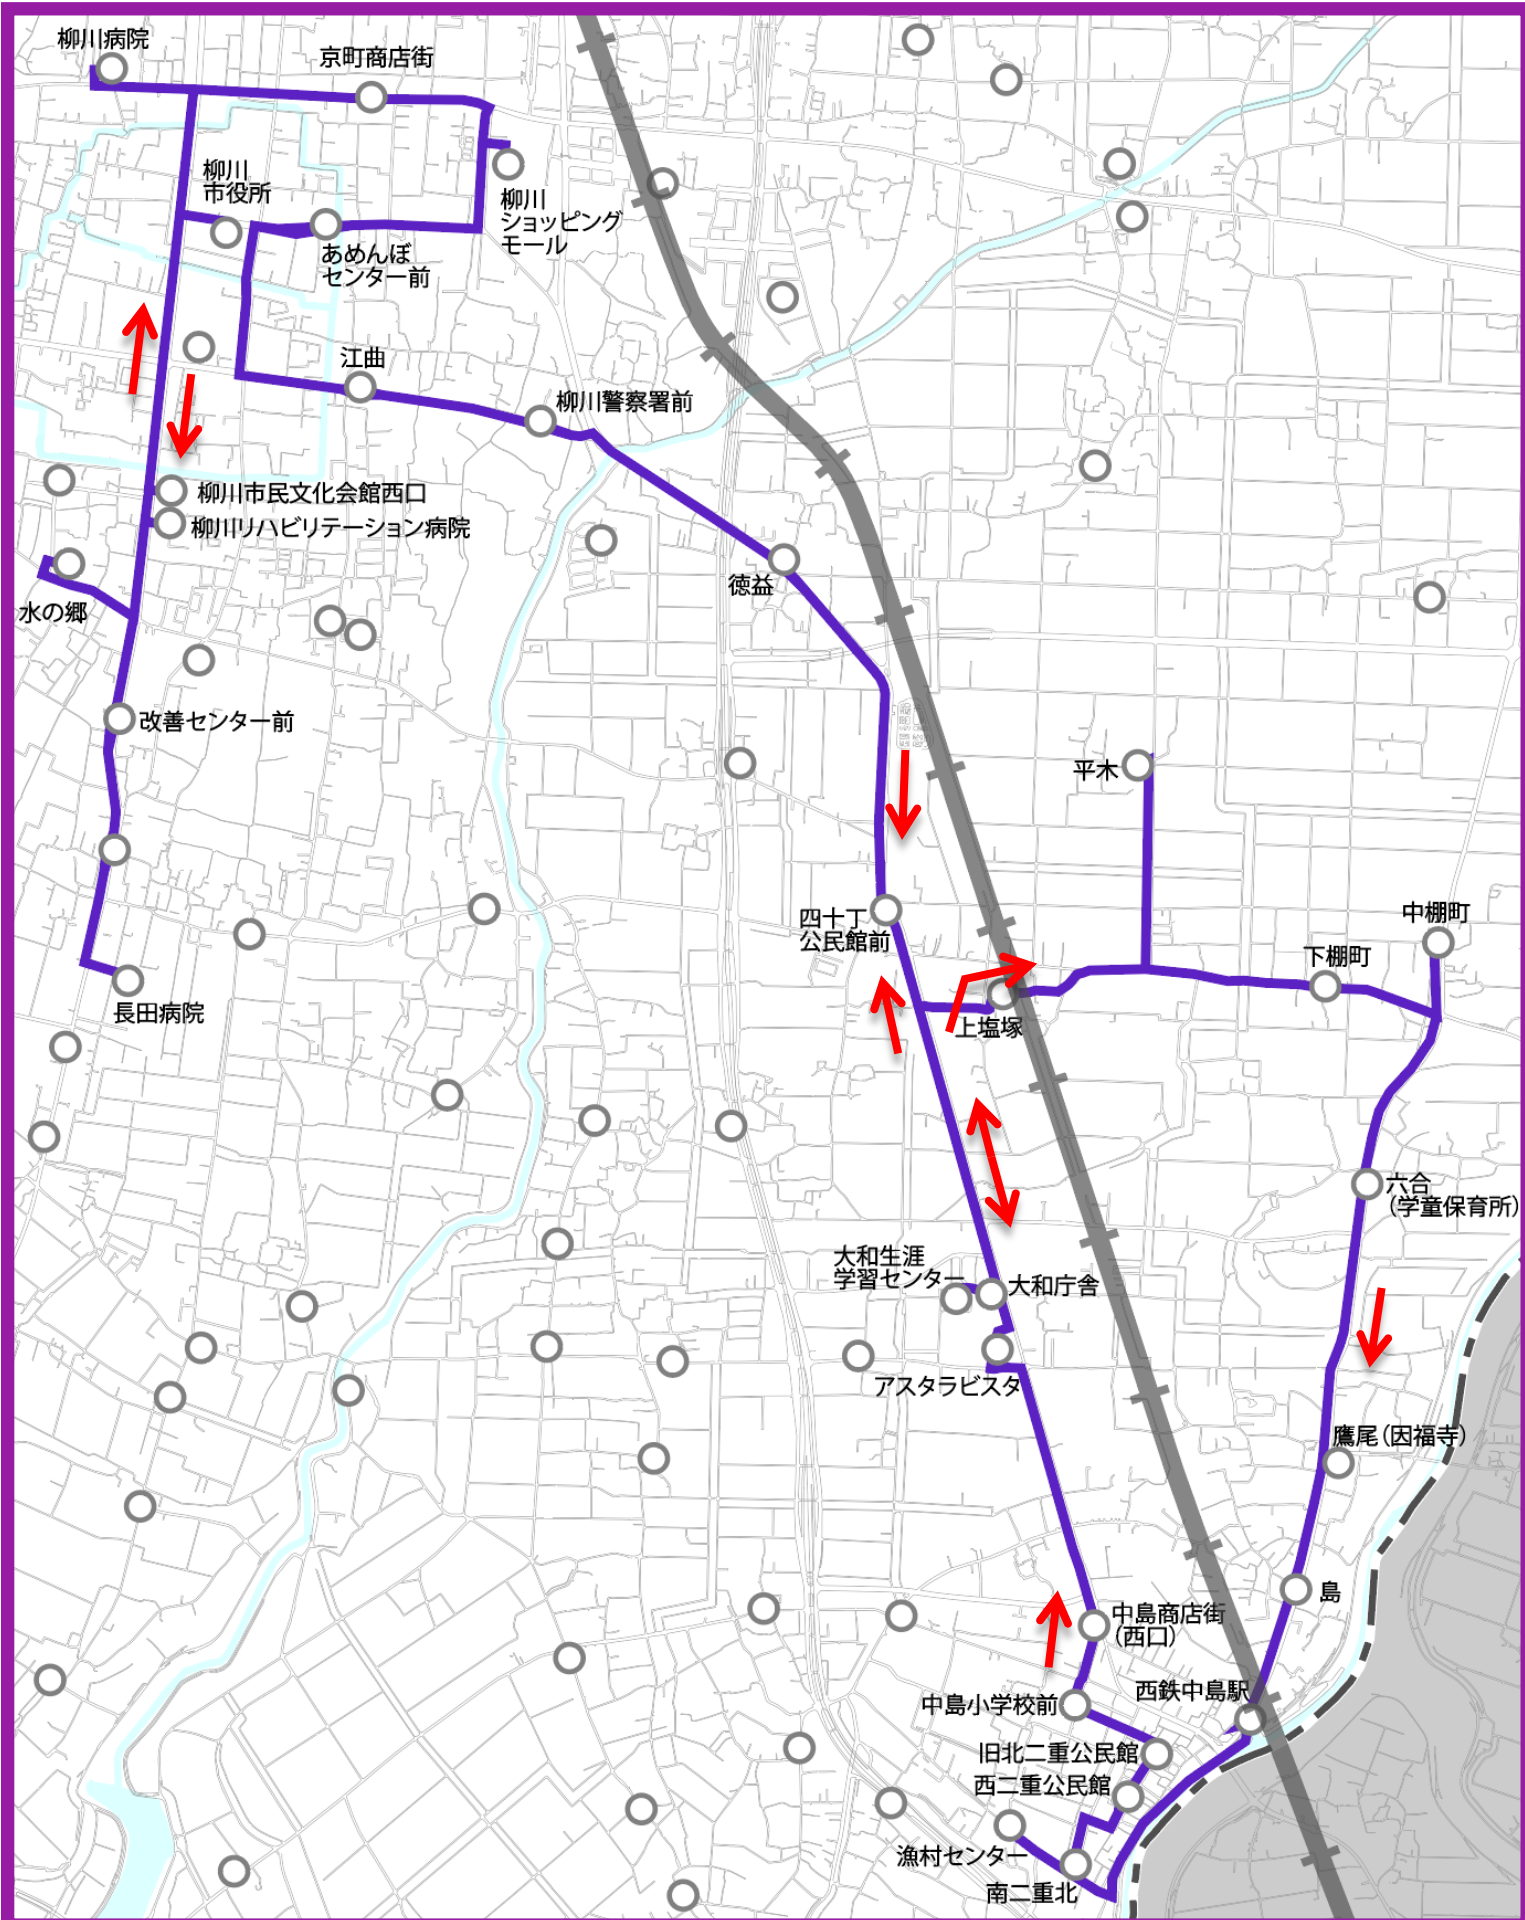 柳川病院
京町商店街
柳川
市役所
柳川
ショッピング
モール
あめんぼ
センター前
江曲
柳川警察署前
柳川市民文化会館西口
柳川リハビリテーション病院
徳益
水の郷
改善センター前
平木
四十丁
公民館前
中棚町
下棚町
長田病院
上塩塚
六合
（学童保育所）
大和生涯
学習センター
大和庁舎
アスタラビスタ
鷹尾（因福寺）
島
中島商店街
（西口）
西鉄中島駅
中島小学校前
旧北二重公民館
西二重公民館
漁村センター
南二重北